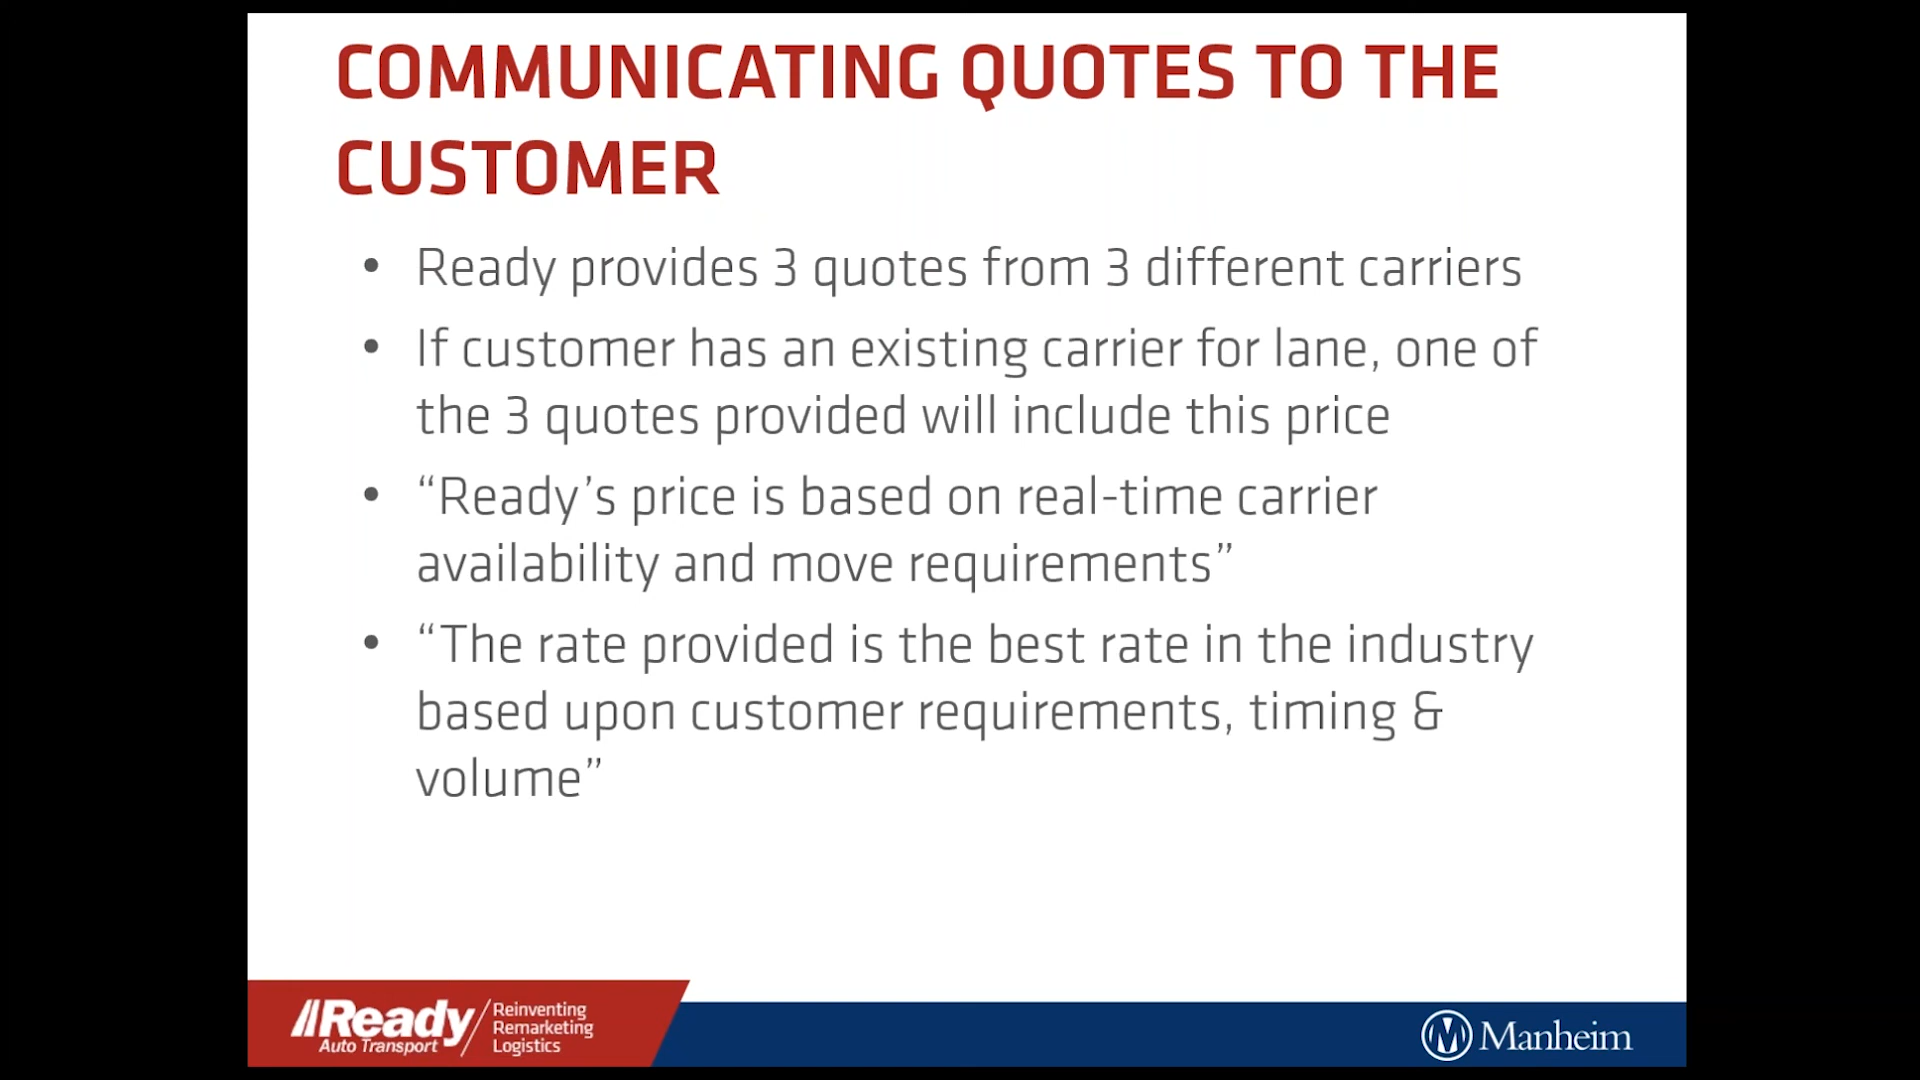 COMMUNICATING QUOTES TO THE
CUSTOMER
• Ready provides 3 quotes from 3 different carriers
• If customer has an existing carrier for lane, one of
the 3 quotes provided will include this price
• “Ready’s price is based on real-time carrier
availability and move requirements”
• “The rate provided is the best rate in the industry
based upon customer requirements, timing &
volume”
Ready
Auto Transport
Reinventing
Remarketing
Logistics
Manheim